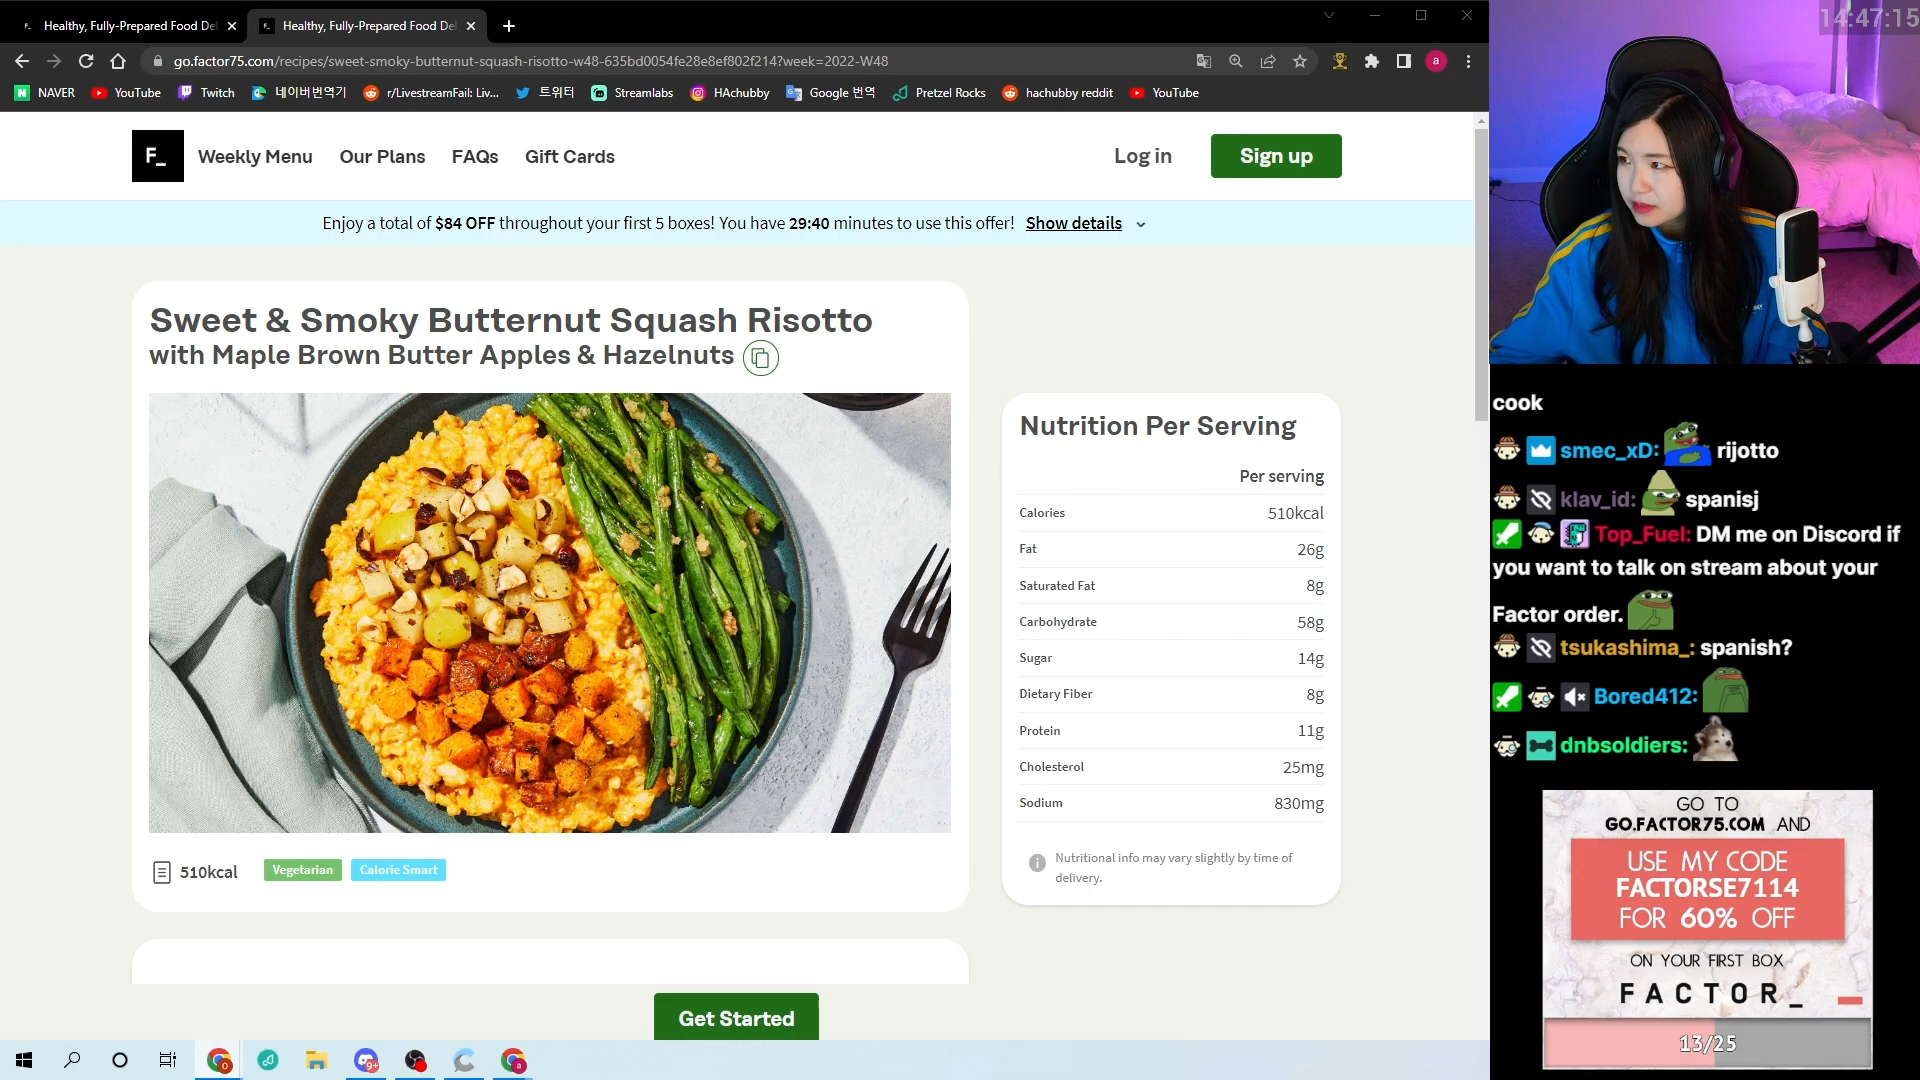 Healthy, Fully-Prepared Food Del
Healthy, Fully-Prepared Food Del
14:47:15
go.factor75.com/recipes/sweet-smoky-butternut-squash-risotto-w48-635bd0054fe28e8ef802f214?week=2022-W48
a
NAVER
YouTube
Twitch
네이버번역기
r/LivestreamFail: Liv...
트위터
Streamlabs
HAchubby
Google 번역
Pretzel Rocks
hachubby reddit
YouTube
F_
Weekly Menu
Our Plans
FAQs
Gift Cards
Log in
Sign up
Enjoy a total of $84 OFF throughout your first 5 boxes! You have 29:40 minutes to use this offer! Show details
Sweet & Smoky Butternut Squash Risotto
with Maple Brown Butter Apples & Hazelnuts
510kcal
Vegetarian
Calorie Smart
Nutrition Per Serving
Per serving
Calories 510kcal
Fat 26g
Saturated Fat 8g
Carbohydrate 58g
Sugar 14g
Dietary Fiber 8g
Protein 11g
Cholesterol 25mg
Sodium 830mg
Nutritional info may vary slightly by time of
delivery.
Get Started
cook
smec_xD: rijotto
klav_id: spanisj
Top_Fuel: DM me on Discord if
you want to talk on stream about your
Factor order.
tsukashima_: spanish?
Bored412:
dnbsoldiers:
GO TO
GO.FACTOR75.COM AND
USE MY CODE
FACTORSE7114
FOR 60% OFF
ON YOUR FIRST BOX
FACTOR_
13/25
9+
a